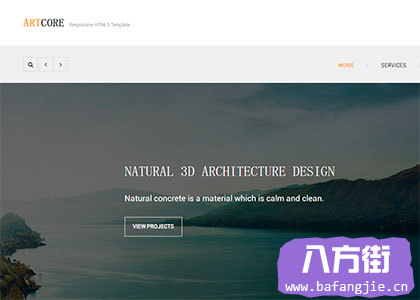 ARTCORE Responsive HTML5 Template
HOME / SERVICES
NATURAL 3D ARCHITECTURE DESIGN
Natural concrete is a material which is calm and clean.
VIEW PROJECTS
八方街
www.bafangjie.cn